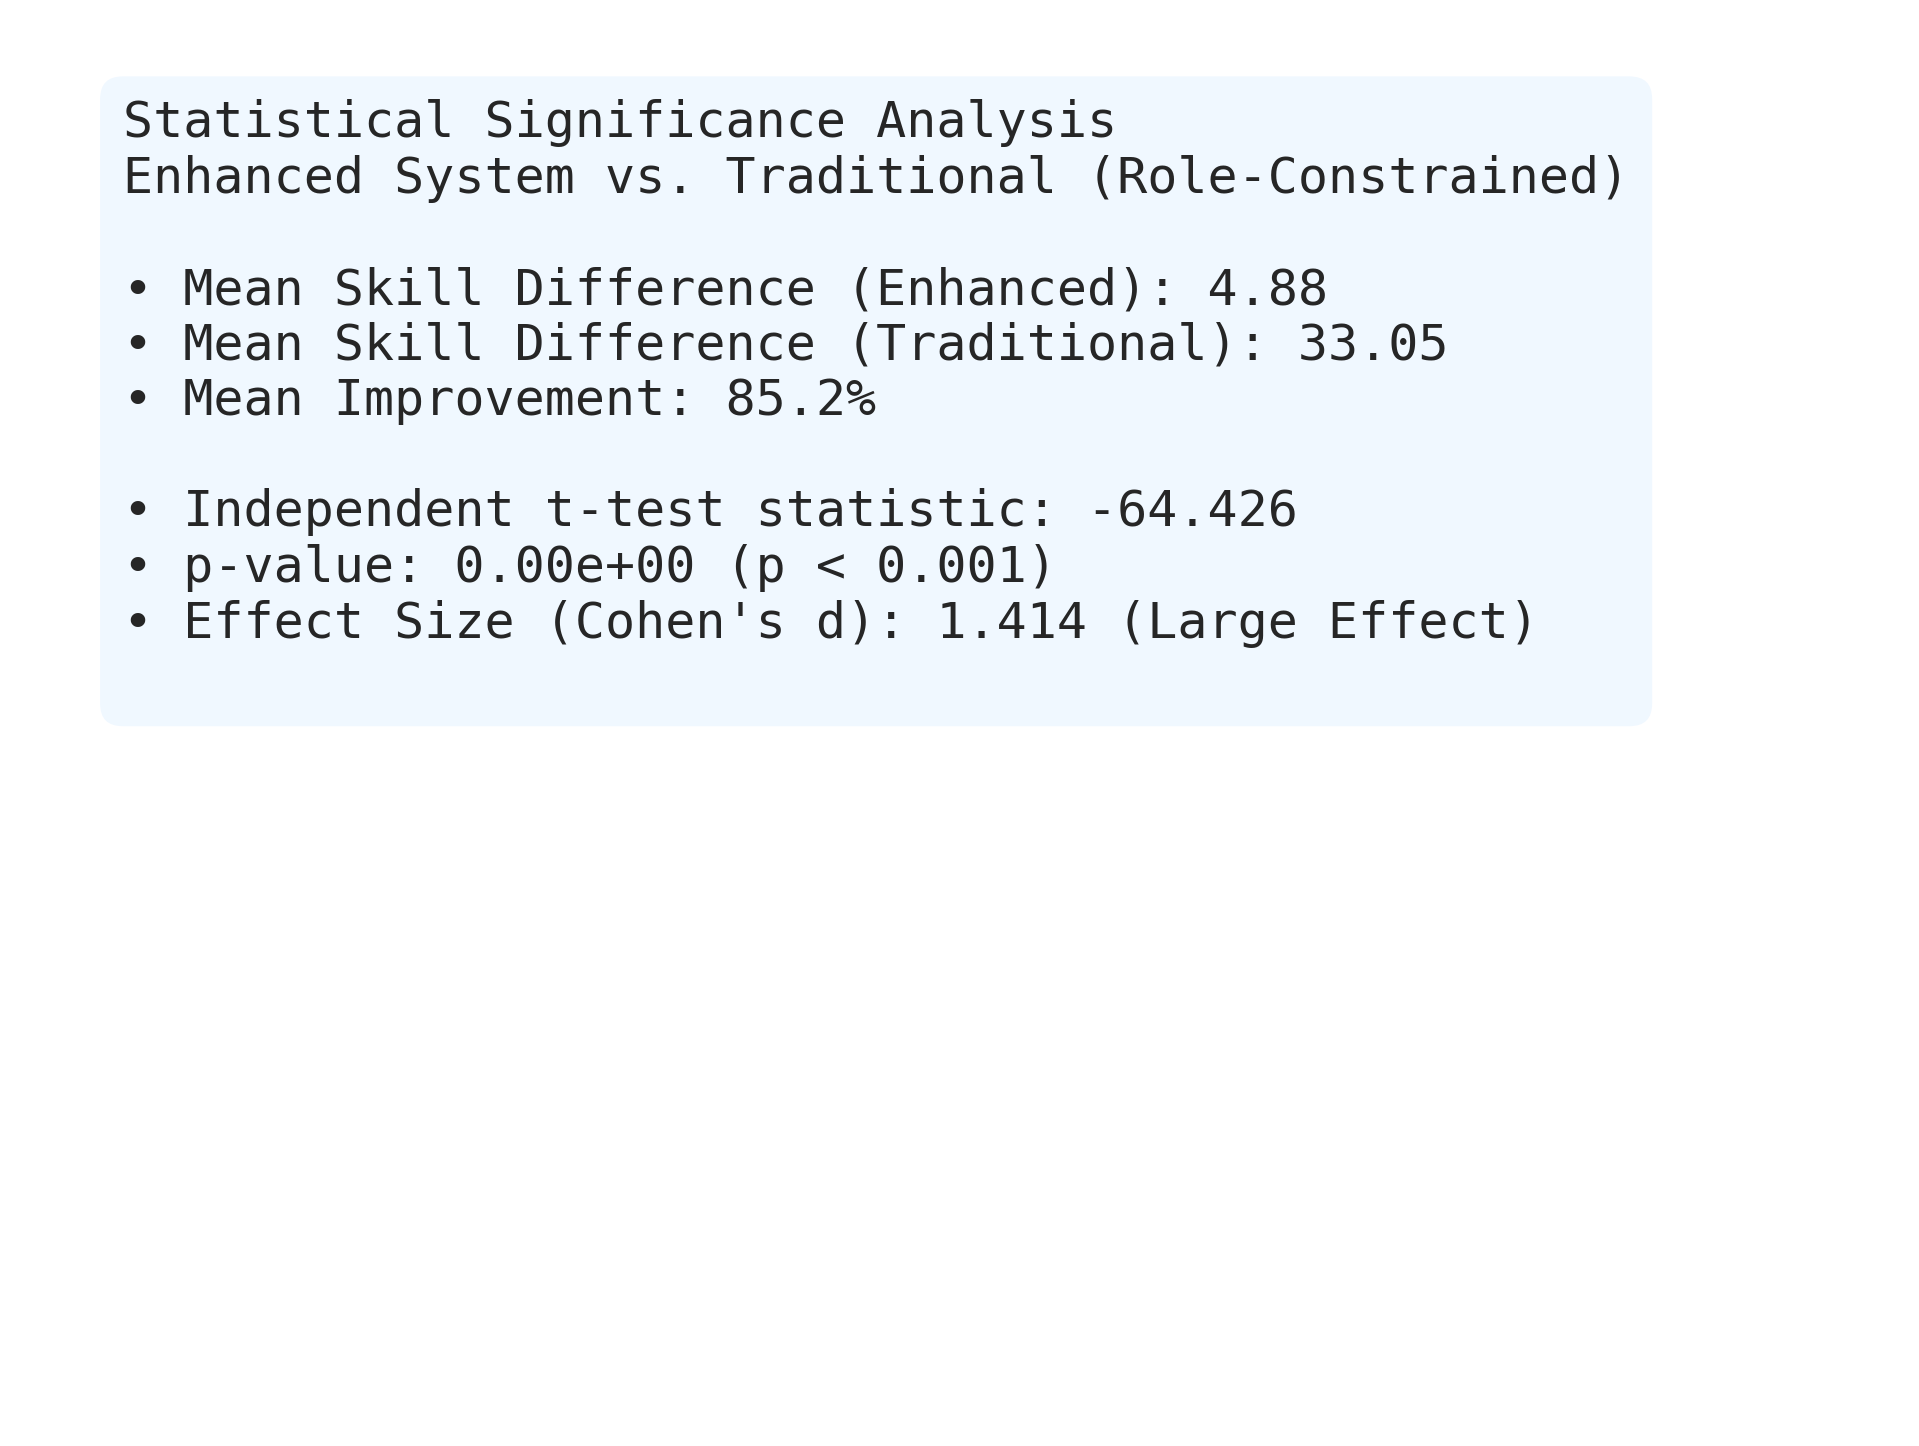 Statistical Significance Analysis
Enhanced System vs. Traditional (Role-Constrained)
• Mean Skill Difference (Enhanced): 4.88
• Mean Skill Difference (Traditional): 33.05
• Mean Improvement: 85.2%
• Independent t-test statistic: -64.426
• p-value: 0.00e+00 (p < 0.001)
• Effect Size (Cohen's d): 1.414 (Large Effect)